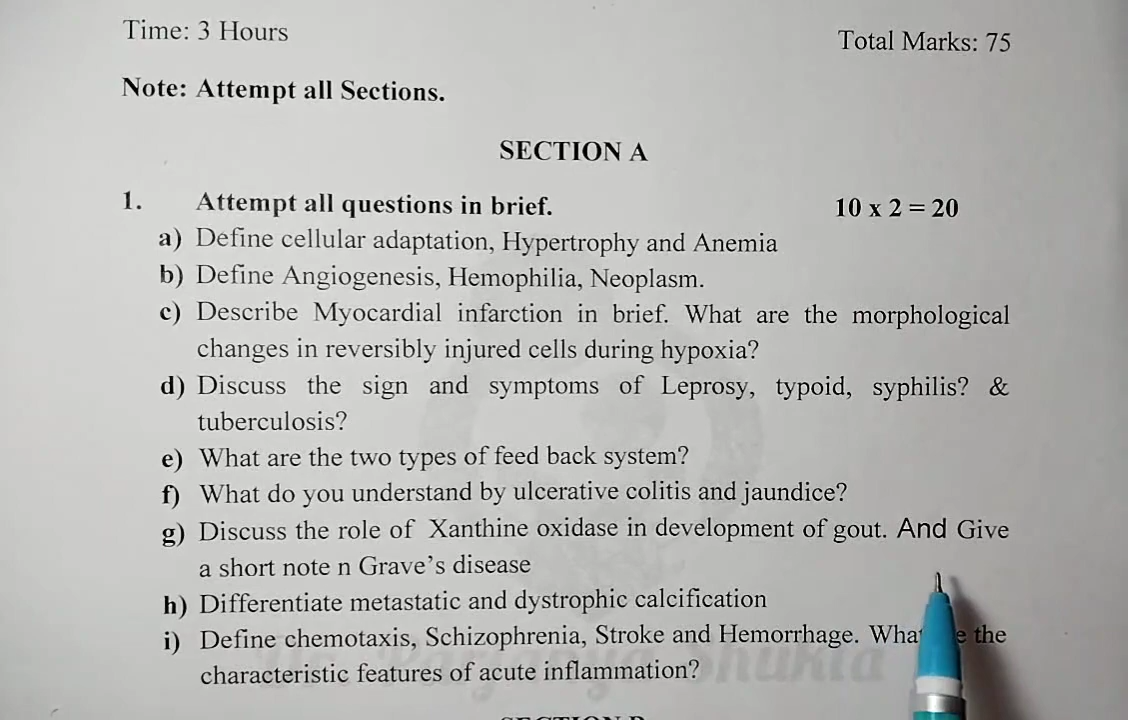 Time: 3 Hours
Total Marks: 75
Note: Attempt all Sections.
SECTION A
1. Attempt all questions in brief. 10 x 2 = 20
a) Define cellular adaptation, Hypertrophy and Anemia
b) Define Angiogenesis, Hemophilia, Neoplasm.
c) Describe Myocardial infarction in brief. What are the morphological
changes in reversibly injured cells during hypoxia?
d) Discuss the sign and symptoms of Leprosy, typoid, syphilis? &
tuberculosis?
e) What are the two types of feed back system?
f) What do you understand by ulcerative colitis and jaundice?
g) Discuss the role of Xanthine oxidase in development of gout. And Give
a short note n Grave's disease
h) Differentiate metastatic and dystrophic calcification
i) Define chemotaxis, Schizophrenia, Stroke and Hemorrhage. the
characteristic features of acute inflammation?
Shukla